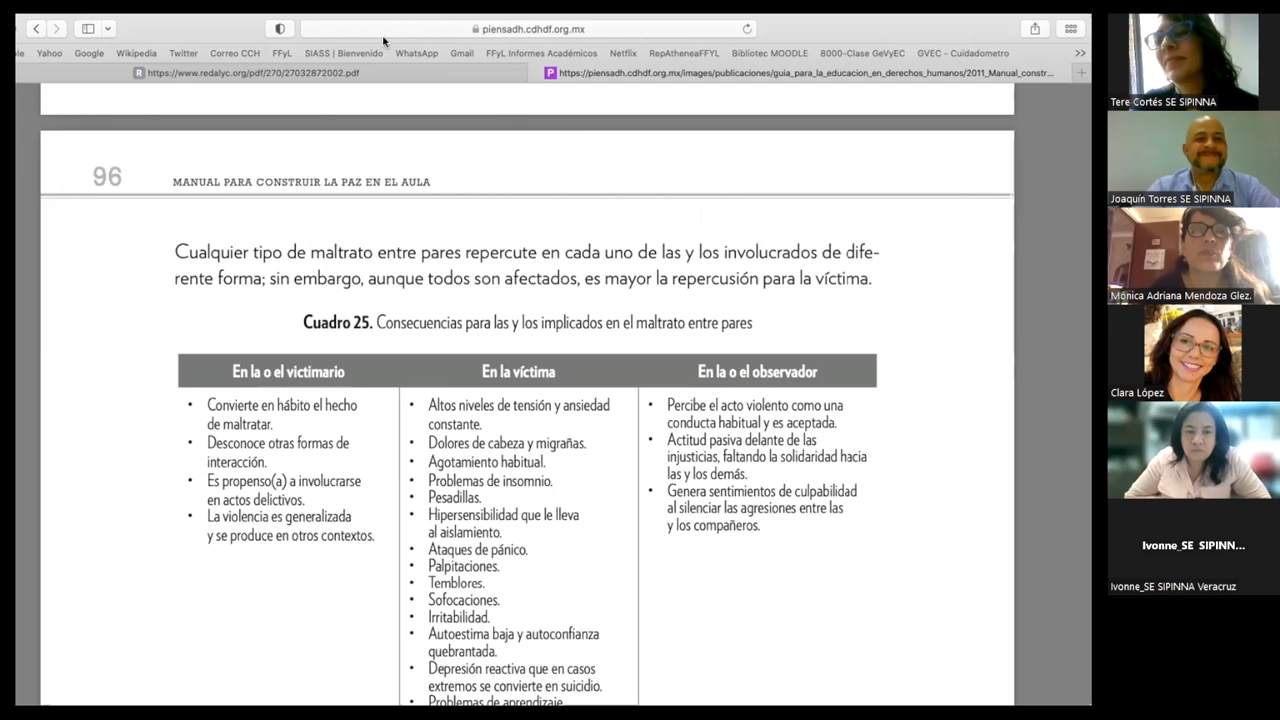 piensadh.cdhdf.org.mx
Yahoo Google Wikipedia Twitter Correo CCH FFyL SIASS | Bienvenido WhatsApp Gmail FFyL Informes Académicos Netflix RepAtheneaFFYL Bibliotec MOODLE 8000-Clase GeVyEC GVEC - Cuidadometro
https://www.redalyc.org/pdf/270/27032872002.pdf
https://piensadh.cdhdf.org.mx/images/publicaciones/guia_para_la_educacion_en_derechos_humanos/2011_Manual_constr...
96 MANUAL PARA CONSTRUIR LA PAZ EN EL AULA
Cualquier tipo de maltrato entre pares repercute en cada uno de las y los involucrados de dife-
rente forma; sin embargo, aunque todos son afectados, es mayor la repercusión para la víctima.
Cuadro 25. Consecuencias para las y los implicados en el maltrato entre pares
En la o el victimario
• Convierte en hábito el hecho
de maltratar.
• Desconoce otras formas de
interacción.
• Es propenso(a) a involucrarse
en actos delictivos.
• La violencia es generalizada
y se produce en otros contextos.
En la víctima
• Altos niveles de tensión y ansiedad
constante.
• Dolores de cabeza y migrañas.
• Agotamiento habitual.
• Problemas de insomnio.
• Pesadillas.
• Hipersensibilidad que le lleva
al aislamiento.
• Ataques de pánico.
• Palpitaciones.
• Temblores.
• Sofocaciones.
• Irritabilidad.
• Autoestima baja y autoconfianza
quebrantada.
• Depresión reactiva que en casos
extremos se convierte en suicidio.
• Problemas de aprendizaje
En la o el observador
• Percibe el acto violento como una
conducta habitual y es aceptada.
• Actitud pasiva delante de las
injusticias, faltando la solidaridad hacia
las y los demás.
• Genera sentimientos de culpabilidad
al silenciar las agresiones entre las
y los compañeros.
Tere Cortés SE SIPINNA
Joaquín Torres SE SIPINNA
Mónica Adriana Mendoza Glez.
Clara López
Ivonne_SE SIPINN...
Ivonne_SE SIPINNA Veracruz